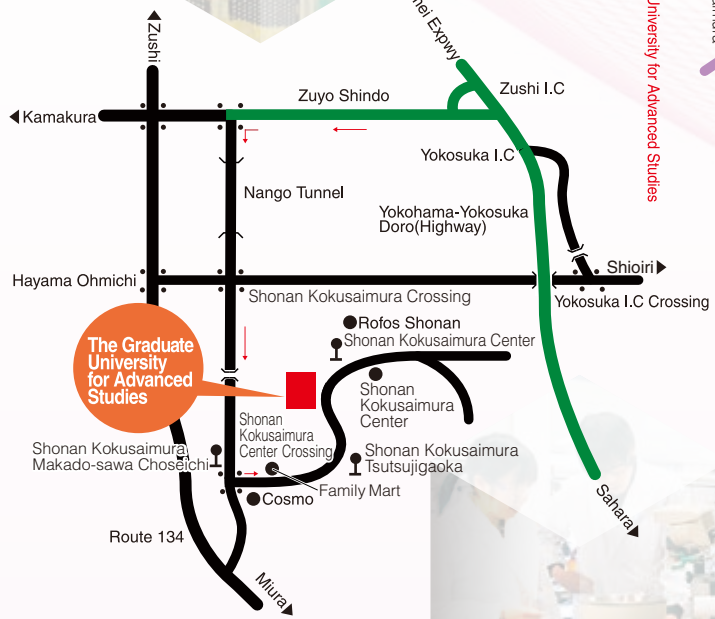 Zushi
Kamakura
Zuyo Shindo
Expwy
Zushi I.C
University for Advanced Studies
Yokosuka I.C
Nango Tunnel
Yokohama-Yokosuka
Doro(Highway)
Hayama Ohmichi
Shioiri
Shonan Kokusaimura Crossing
Yokosuka I.C Crossing
Rofos Shonan
Shonan Kokusaimura Center
The Graduate
University
for Advanced
Studies
Shonan
Kokusaimura
Center
Shonan
Kokusaimura
Center Crossing
Shonan Kokusaimura
Makado-sawa Choseichi
Shonan Kokusaimura
Tsutsujigaoka
Family Mart
Cosmo
Sahara
Route 134
Miura